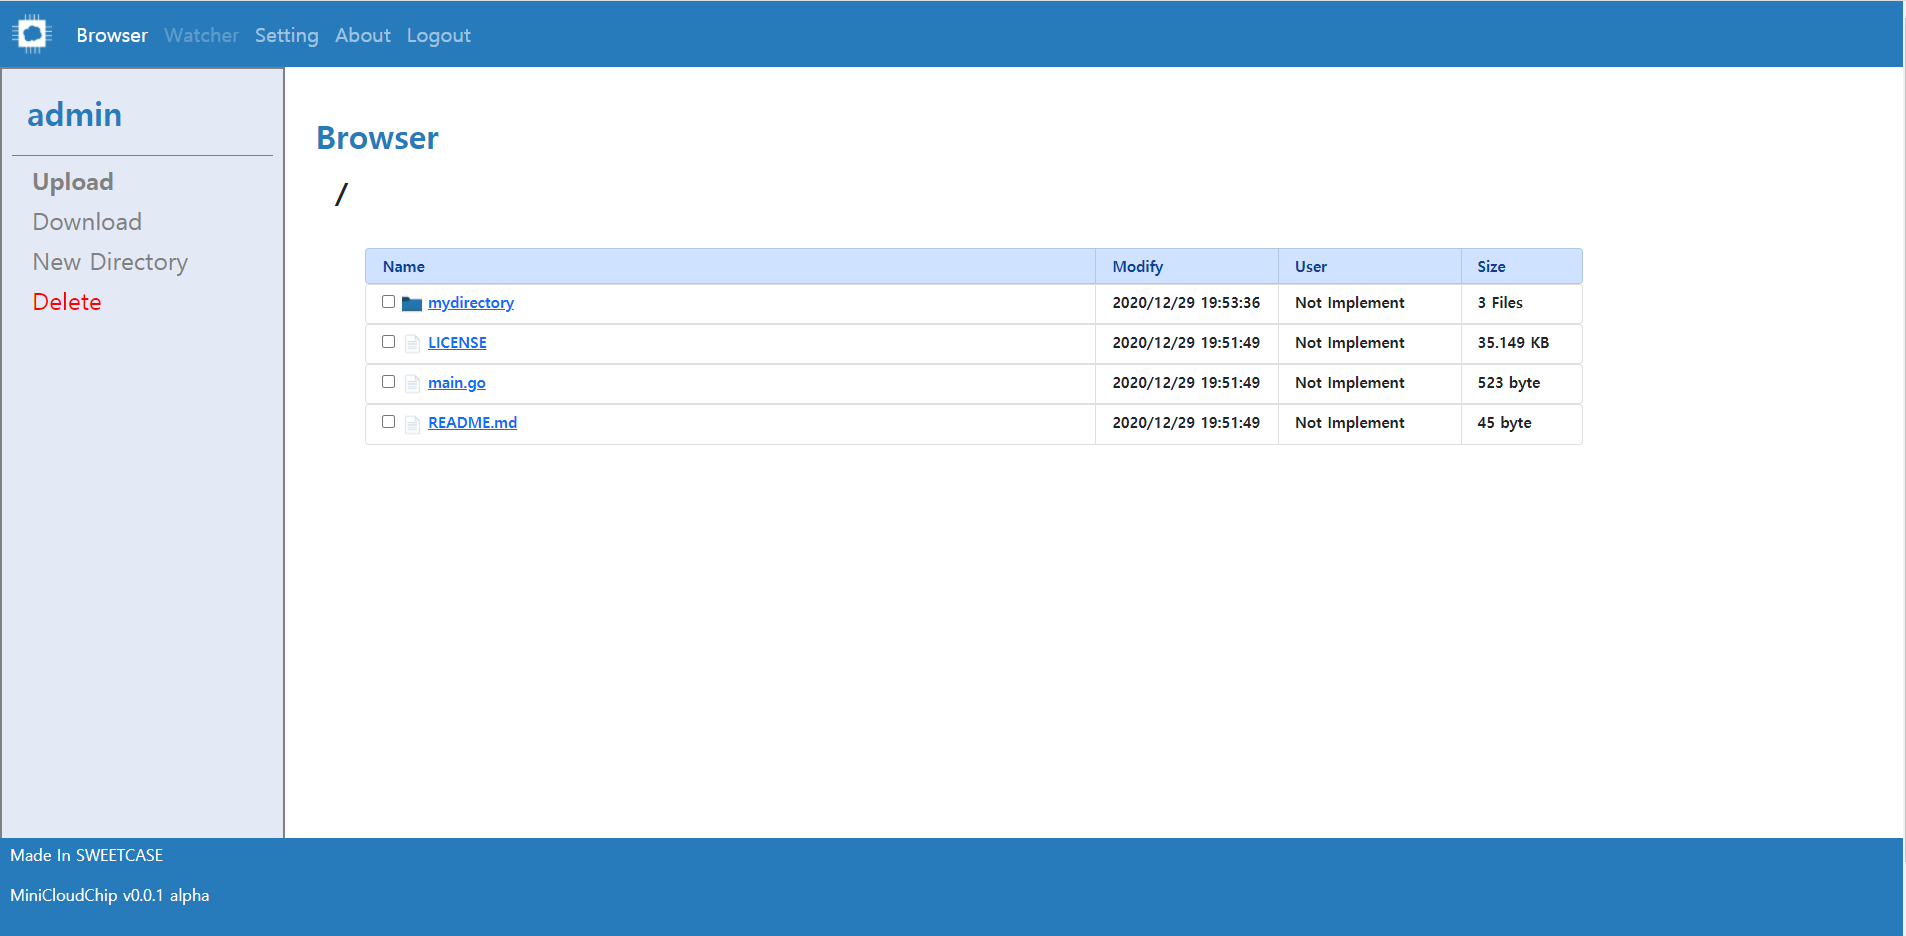 Browser Watcher Setting About Logout
admin
Upload
Download
New Directory
Delete
Browser
/
Name Modify User Size
mydirectory 2020/12/29 19:53:36 Not Implement 3 Files
LICENSE 2020/12/29 19:51:49 Not Implement 35.149 KB
main.go 2020/12/29 19:51:49 Not Implement 523 byte
README.md 2020/12/29 19:51:49 Not Implement 45 byte
Made In SWEETCASE
MiniCloudChip v0.0.1 alpha